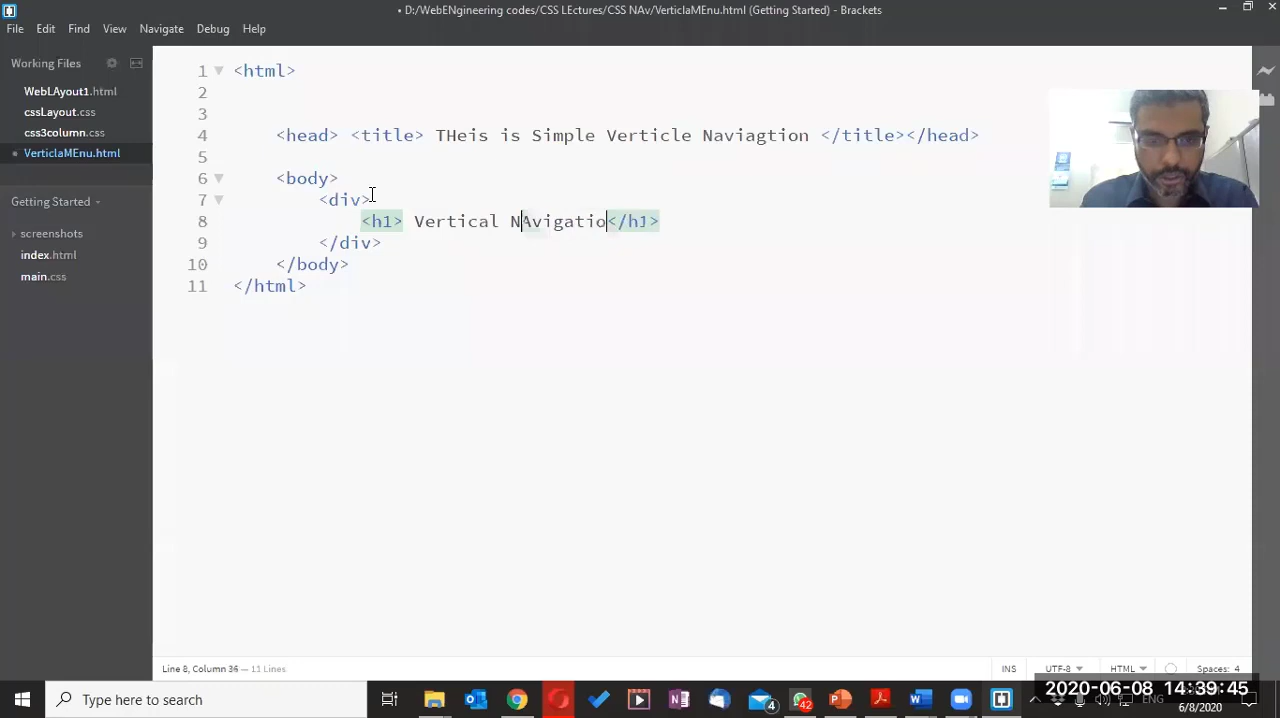 • D:/WebENgineering codes/CSS LEctures/CSS NAv/VerticlaMEnu.html (Getting Started) - Brackets
File Edit Find View Navigate Debug Help
Working Files
WebLAyout1.html
cssLayout.css
css3column.css
VerticlaMEnu.html
Getting Started
screenshots
index.html
main.css
1 <html>
2
3
4 <head> <title> THeis is Simple Verticle Naviagtion </title></head>
5
6 <body>
7 <div>
8 <h1> Vertical NAvigatio</h1>
9 </div>
10 </body>
11 </html>
Line 8, Column 36 — 11 Lines
INS UTF-8 HTML Spaces: 4
Type here to search
4
42
ENG
2020-06-08 14:39:45
6/8/2020